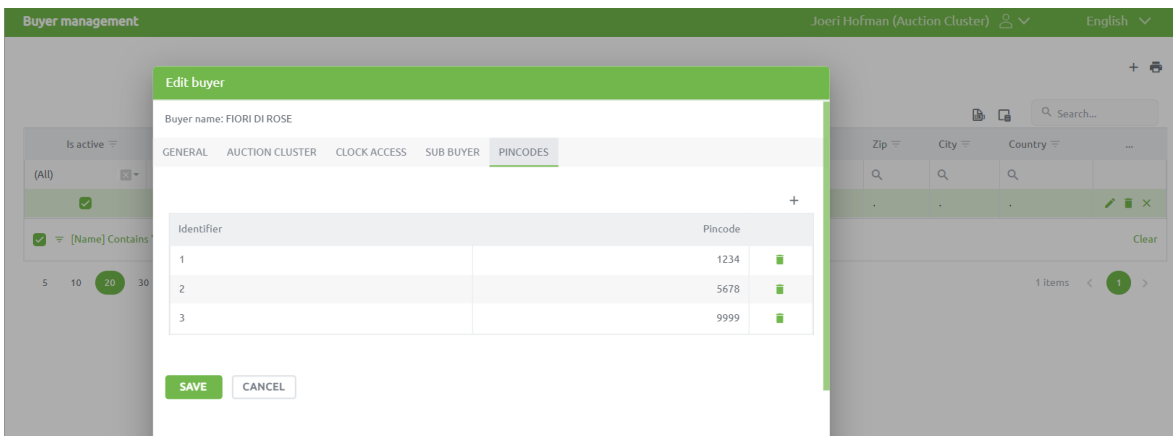 Buyer management
Joeri Hofman (Auction Cluster)
English
Edit buyer
Buyer name: FIORI DI ROSE
Search...
Is active
GENERAL AUCTION CLUSTER CLOCK ACCESS SUB BUYER PINCODES
Zip City Country ...
(All)
Identifier Pincode
[Name] Contains '
Clear
1 1234
2 5678
3 9999
5 10 20 30
1 items < 1 >
SAVE CANCEL